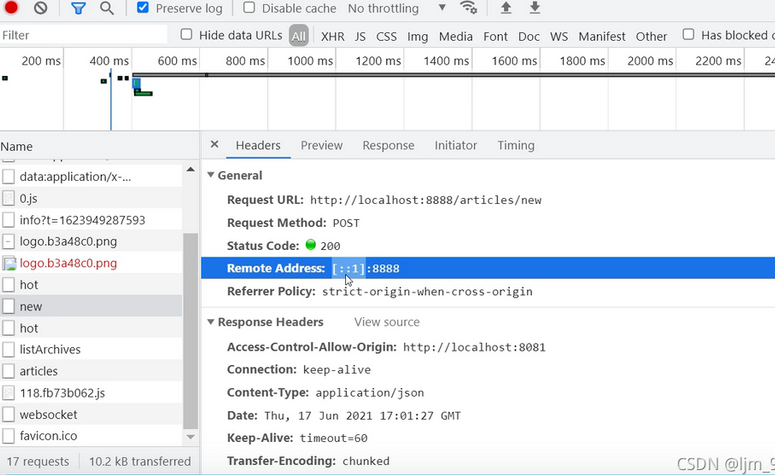 Preserve log Disable cache No throttling
Filter Hide data URLs All XHR JS CSS Img Media Font Doc WS Manifest Other Has blocked
200 ms 400 ms 600 ms 800 ms 1000 ms 1200 ms 1400 ms 1600 ms 1800 ms 2000 ms 2200 ms
Name
× Headers Preview Response Initiator Timing
data:application/x-...
0.js
info?t=1623949287593
logo.b3a48c0.png
logo.b3a48c0.png
hot
new
hot
listArchives
articles
118.fb73b062.js
websocket
favicon.ico
17 requests 10.2 kB transferred
General
Request URL: http://localhost:8888/articles/new
Request Method: POST
Status Code: 200
Remote Address: [::1]:8888
Referrer Policy: strict-origin-when-cross-origin
Response Headers View source
Access-Control-Allow-Origin: http://localhost:8081
Connection: keep-alive
Content-Type: application/json
Date: Thu, 17 Jun 2021 17:01:27 GMT
Keep-Alive: timeout=60
Transfer-Encoding: chunked
CSDN @ljm_9